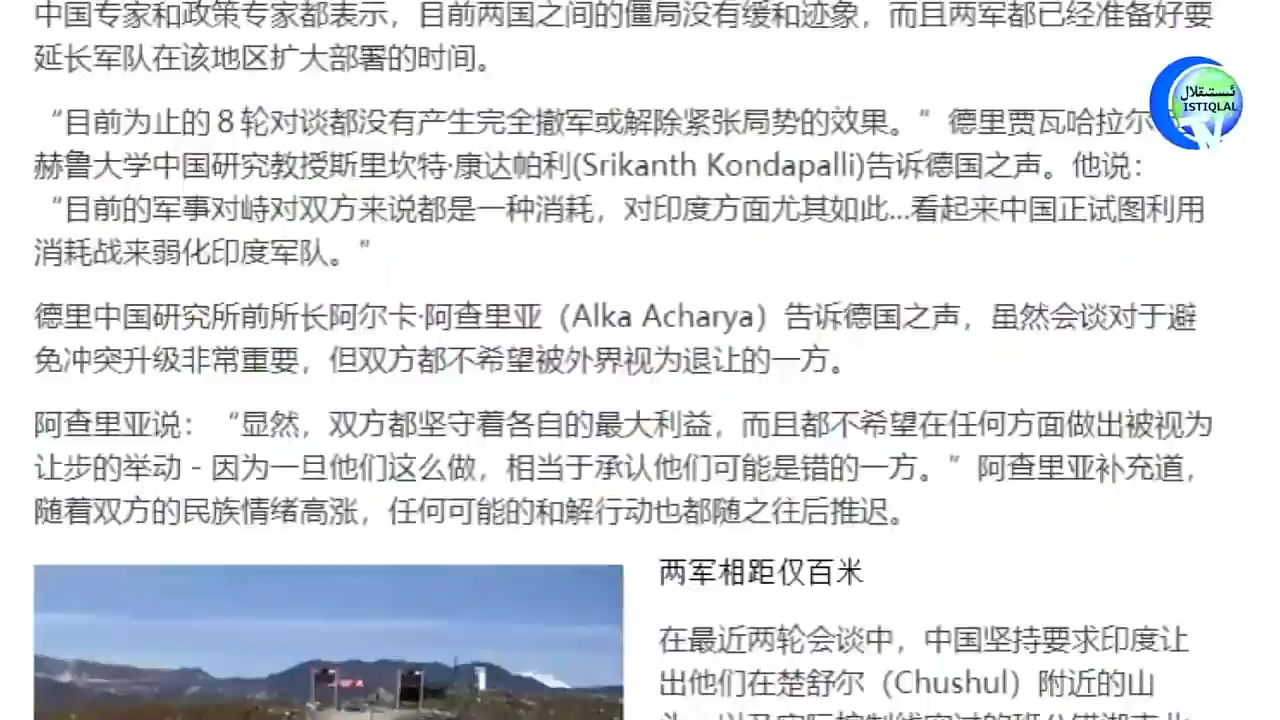 中国专家和政策专家都表示，目前两国之间的僵局没有缓和迹象，而且两军都已经准备好要
延长军队在该地区扩大部署的时间。
“目前为止的 8 轮对谈都没有产生完全撤军或解除紧张局势的效果。”德里贾瓦哈拉尔
赫鲁大学中国研究教授斯里坎特·康达帕利(Srikanth Kondapalli)告诉德国之声。他说：
“目前的军事对峙对双方来说都是一种消耗，对印度方面尤其如此...看起来中国正试图利用
消耗战来弱化印度军队。”
德里中国研究所前所长阿尔卡·阿查里亚（Alka Acharya）告诉德国之声，虽然会谈对于避
免冲突升级非常重要，但双方都不希望被外界视为退让的一方。
阿查里亚说：“显然，双方都坚守着各自的最大利益，而且都不希望在任何方面做出被视为
让步的举动 - 因为一旦他们这么做，相当于承认他们可能是错的一方。”阿查里亚补充道，
随着双方的民族情绪高涨，任何可能的和解行动也都随之往后推迟。
两军相距仅百米
在最近两轮会谈中，中国坚持要求印度让
出他们在楚舒尔（Chushul）附近的山
ئىستىقلال
ISTIQLAL